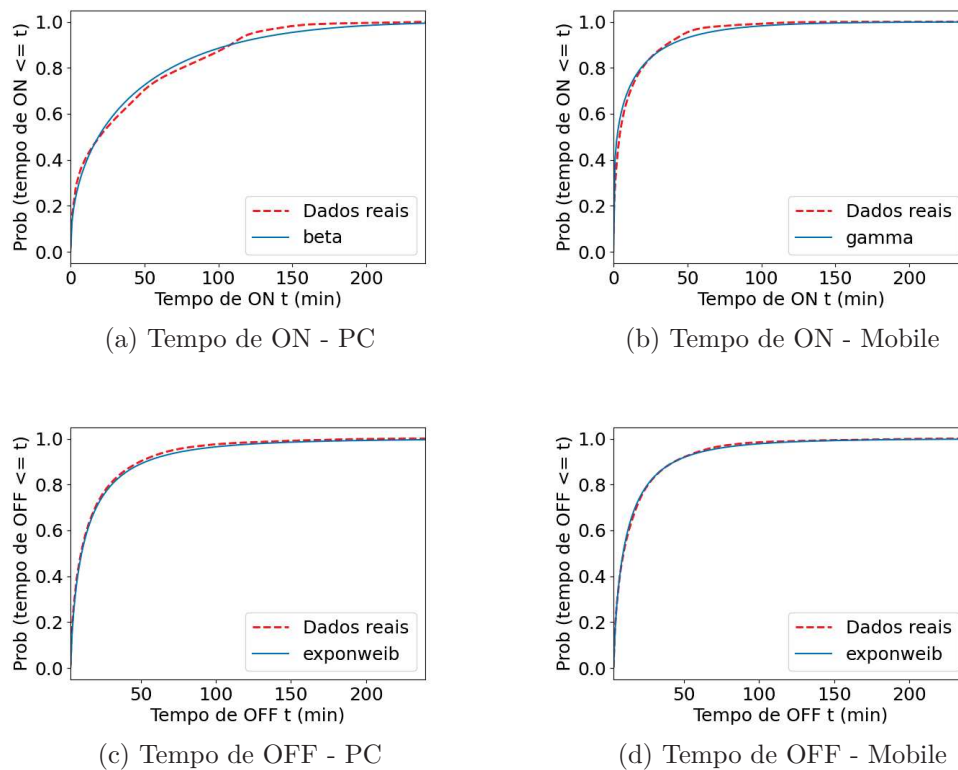 1.0
0.8
0.6
0.4
0.2
0.0
Prob (tempo de ON <= t)
Dados reais
beta
0 50 100 150 200
Tempo de ON t (min)
(a) Tempo de ON - PC
1.0
0.8
0.6
0.4
0.2
0.0
Prob (tempo de ON <= t)
Dados reais
gamma
0 50 100 150 200
Tempo de ON t (min)
(b) Tempo de ON - Mobile
1.0
0.8
0.6
0.4
0.2
0.0
Prob (tempo de OFF <= t)
Dados reais
exponweib
50 100 150 200
Tempo de OFF t (min)
(c) Tempo de OFF - PC
1.0
0.8
0.6
0.4
0.2
0.0
Prob (tempo de OFF <= t)
Dados reais
exponweib
50 100 150 200
Tempo de OFF t (min)
(d) Tempo de OFF - Mobile